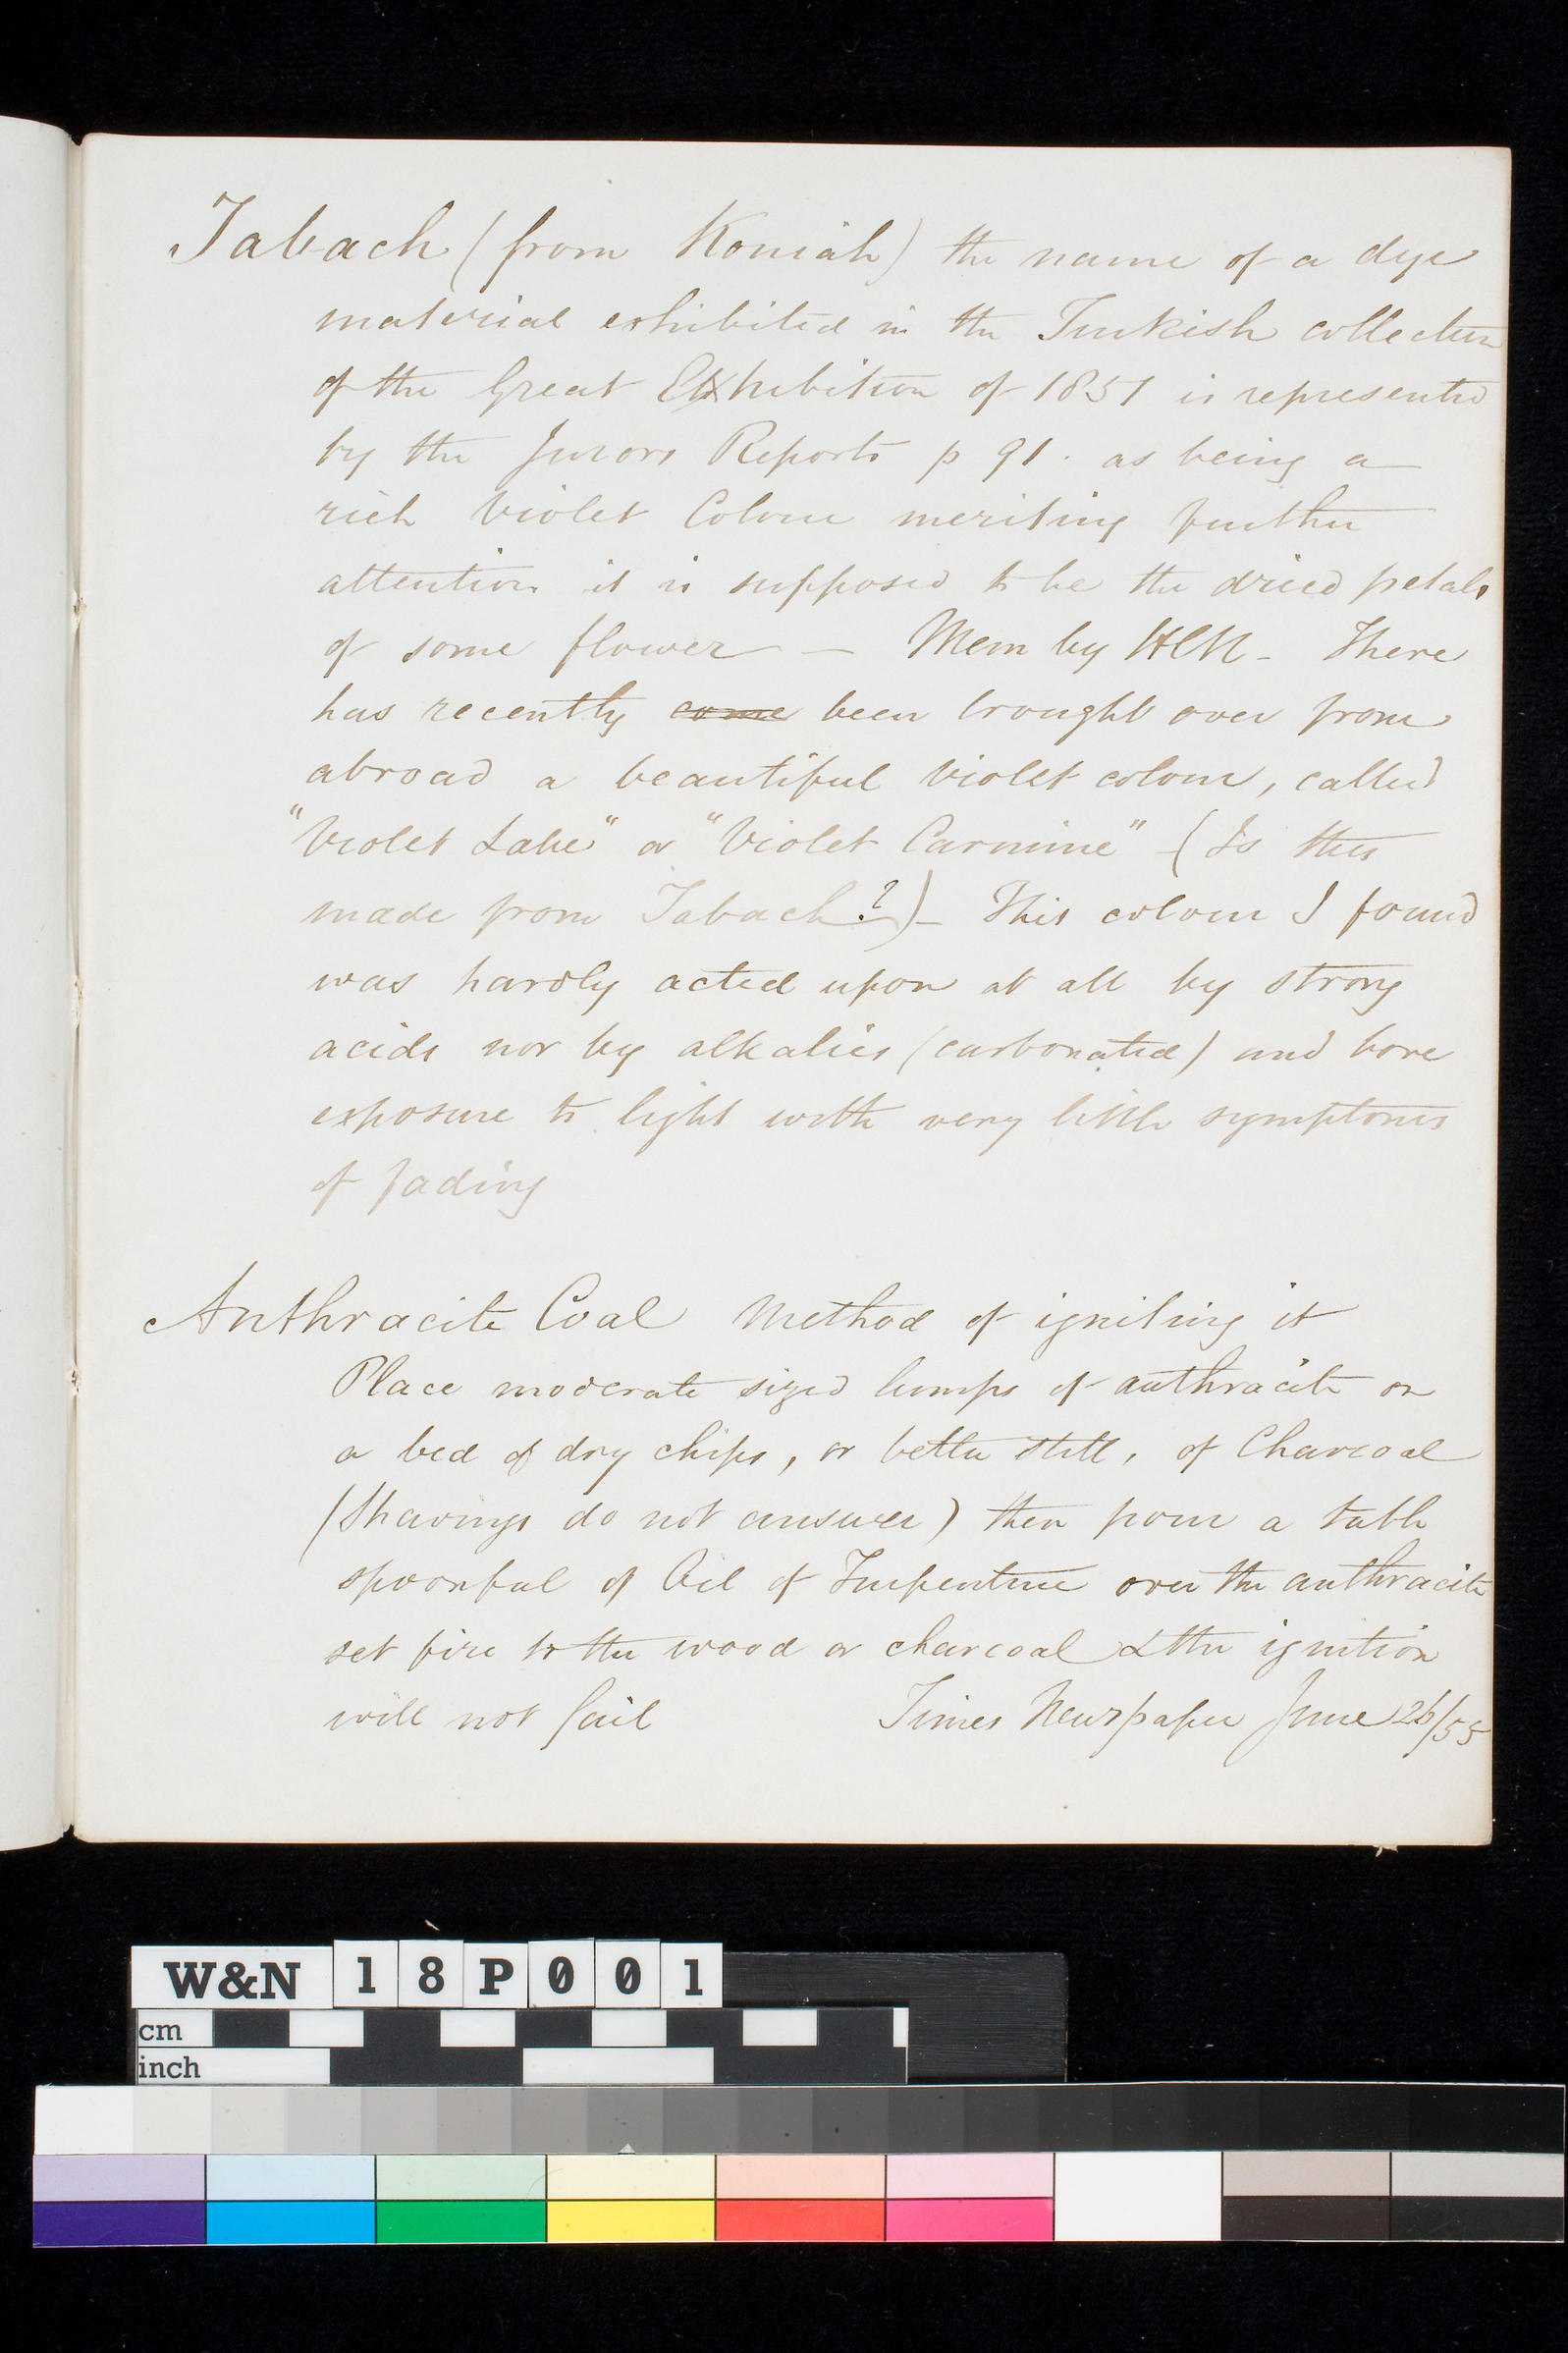 Tabach (from Koniah) the name of a dye
material exhibited in the Turkish collection
of the Great Exhibition of 1851 is represented
by the Jurors Reports p 91. as being a
rich Violet Colour meriting further
attention it is supposed to be the dried petals
of some flower — Mem by HCN - There
has recently come been brought over from
abroad a beautiful violet colour, called
"Violet Lake" or "Violet Carmine" - (Is this
made from Tabach?) - This colour I found
was hardly acted upon at all by strong
acids nor by alkalies (carbonated) and bore
exposure to light with very little symptoms
of fading
Anthracite Coal Method of igniting it
Place moderate sized lumps of anthracite on
a bed of dry chips, or better still, of Charcoal
(Shavings do not answer) then pour a table
spoonful of Oil of Turpentine over the anthracite
set fire to the wood or charcoal & the ignition
will not fail Times Newspaper June 26/55
W&N 18P001
cm
inch